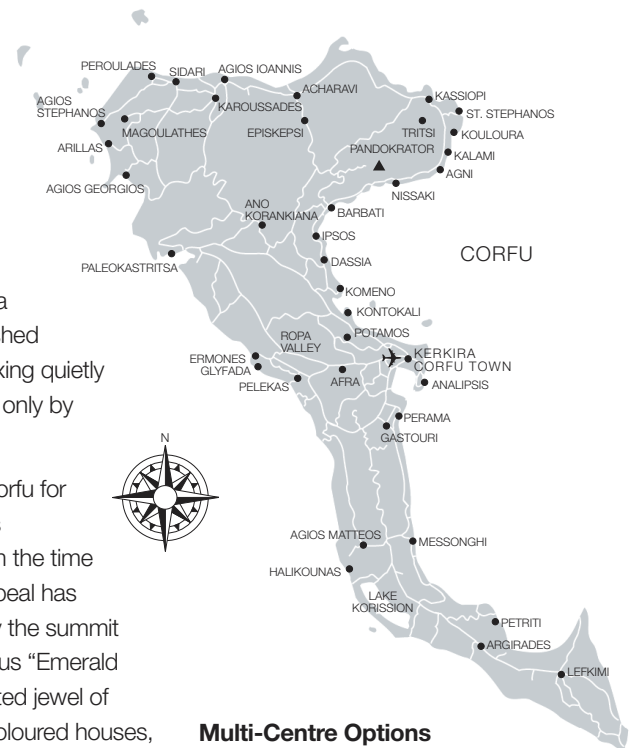 PEROULADES
SIDARI
AGIOS IOANNIS
ACHARAVI
KASSIOPI
AGIOS
STEPHANOS
KAROUSSADES
ST. STEPHANOS
MAGOULATHES
EPISKEPSI
TRITSI
KOULOURA
ARILLAS
PANDOKRATOR
KALAMI
AGNI
AGIOS GEORGIOS
NISSAKI
ANO
KORANKIANA
BARBATI
IPSOS
CORFU
PALEOKASTRITSA
DASSIA
KOMENO
KONTOKALI
ROPA
VALLEY
POTAMOS
ERMONES
GLYFADA
KERKIRA
CORFU TOWN
PELEKAS
AFRA
ANALIPSIS
PERAMA
GASTOURI
N
AGIOS MATTEOS
MESSONGHI
HALIKOUNAS
LAKE
KORISSION
PETRITI
ARGIRADES
LEFKIMI
a
shed
xing quietly
only by
orfu for
n the time
peal has
y the summit
us “Emerald
ted jewel of
oloured houses,
Multi-Centre Options